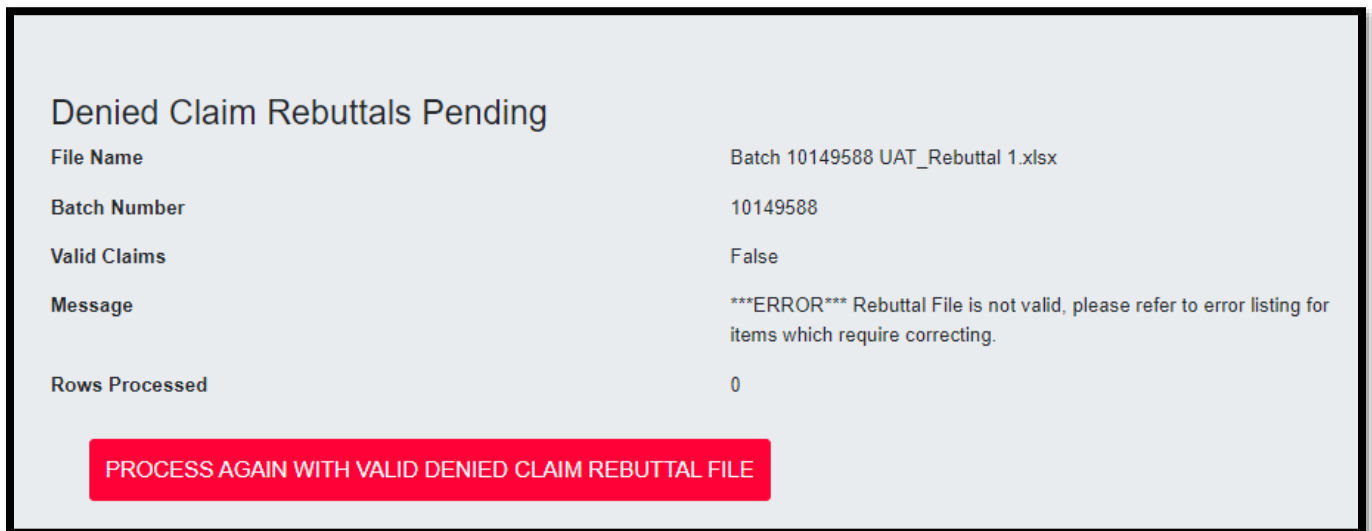 Denied Claim Rebuttals Pending
File Name Batch 10149588 UAT_Rebuttal 1.xlsx
Batch Number 10149588
Valid Claims False
Message ***ERROR*** Rebuttal File is not valid, please refer to error listing for
items which require correcting.
Rows Processed 0
PROCESS AGAIN WITH VALID DENIED CLAIM REBUTTAL FILE